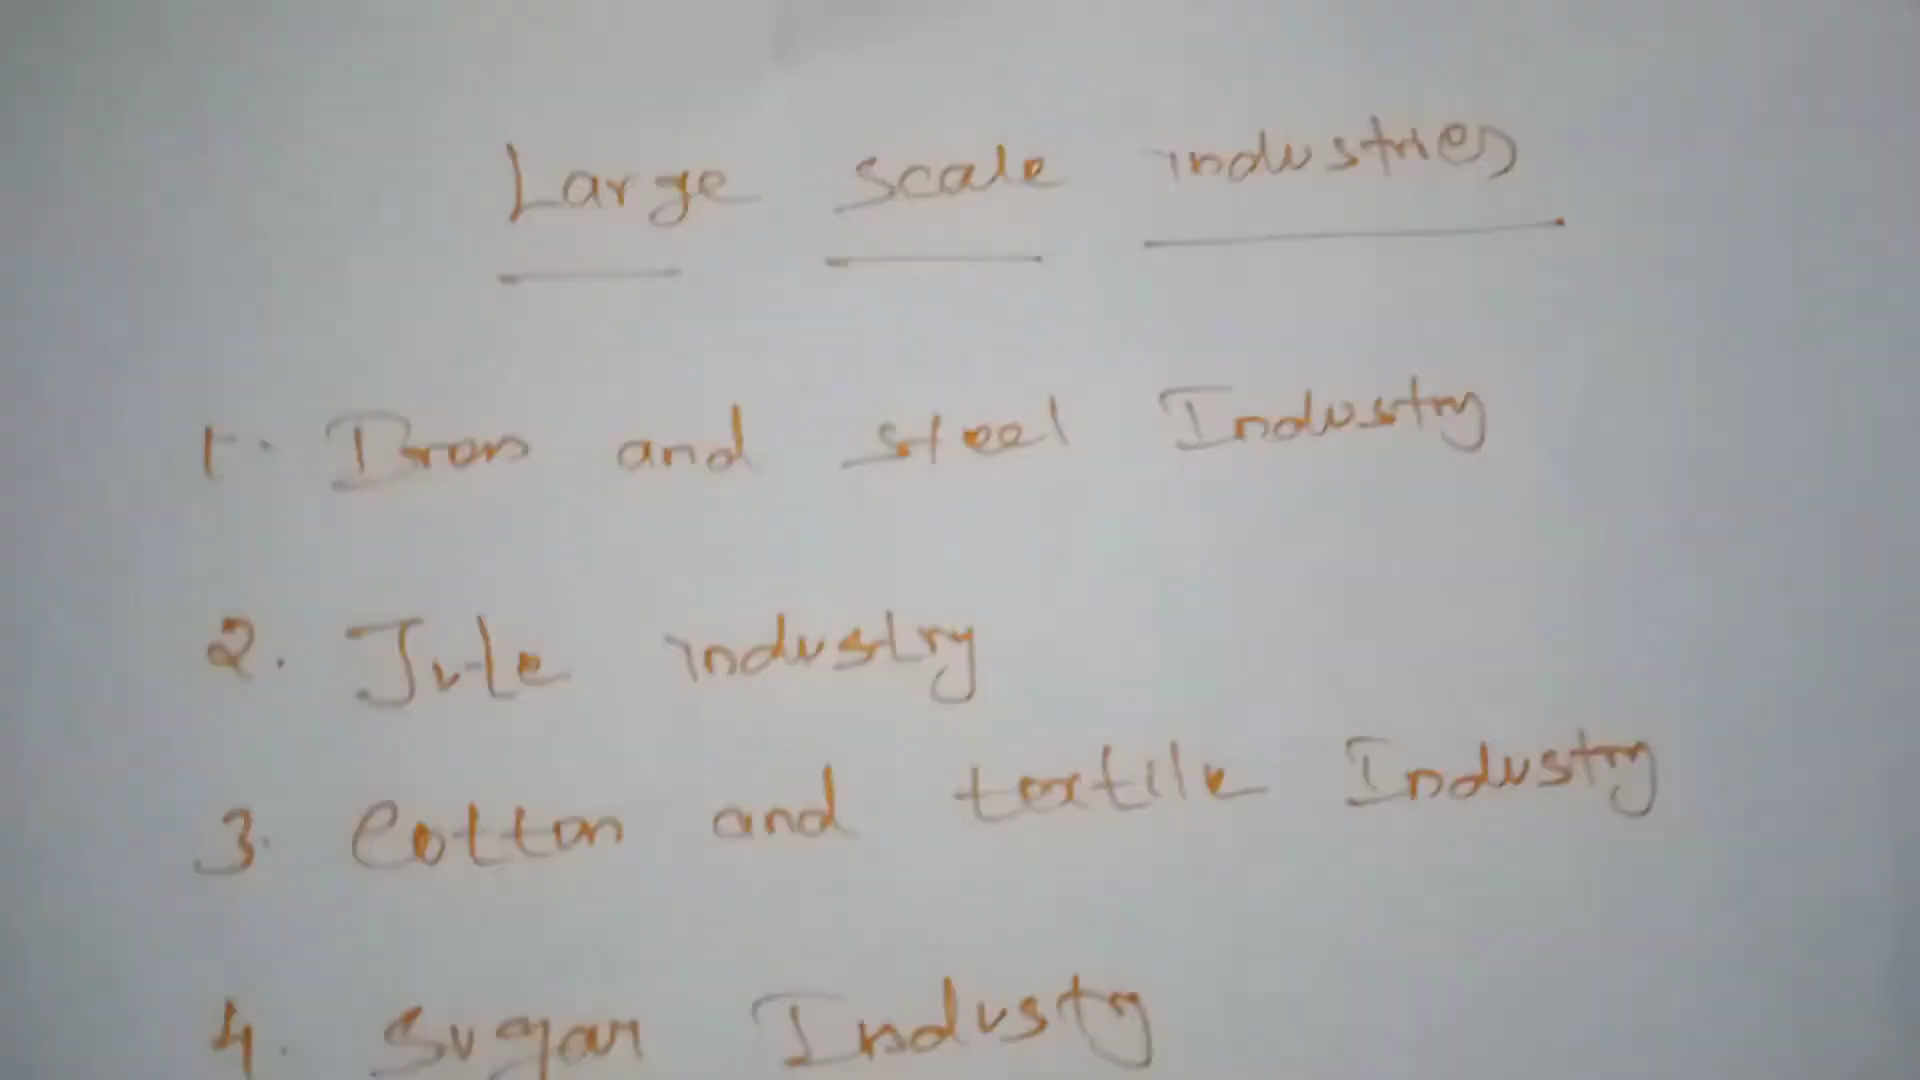 Large scale industries
1. Iron and steel Industry
2. Jute industry
3. Cotton and textile Industry
4. Sugar Industry